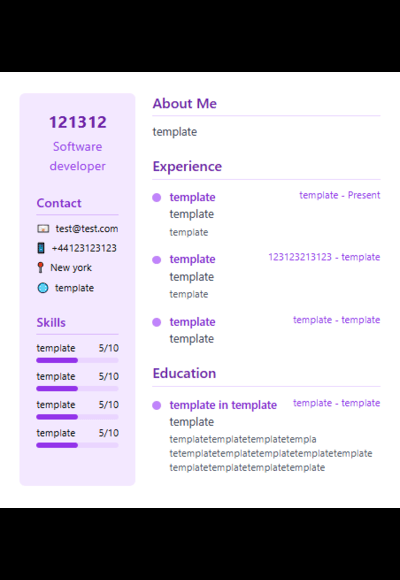 121312
Software
developer
Contact
test@test.com
+44123123123
New york
template
Skills
template 5/10
template 5/10
template 5/10
template 5/10
About Me
template
Experience
template template - Present
template
template
template 123123213123 - template
template
template
template template - template
template
Education
template in template template - template
template
templatetemplatetemplatetempla
tetemplatetemplatetemplatetemplatetemplate
templatetemplatetemplatetemplate